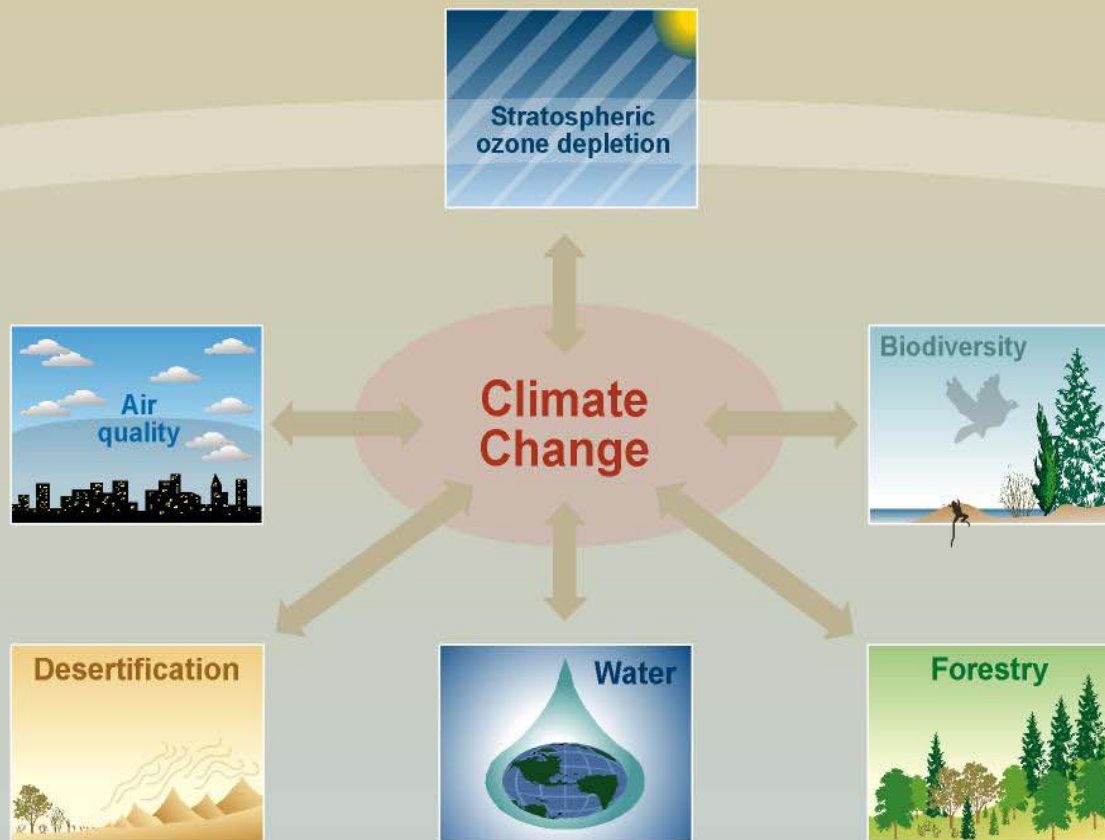 Stratospheric
ozone depletion
Air
quality
Climate
Change
Biodiversity
Desertification
Water
Forestry